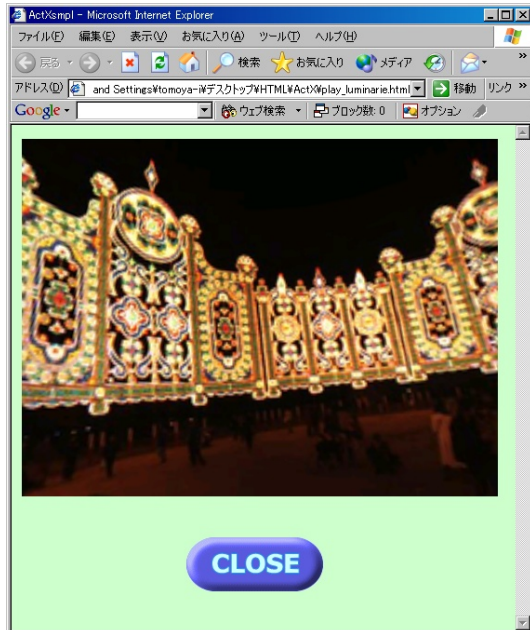 ActXsmpl - Microsoft Internet Explorer
ファイル(F) 編集(E) 表示(V) お気に入り(A) ツール(T) ヘルプ(H)
戻る 検索 お気に入り メディア »
アドレス(D) and Settings¥tomoya-i¥デスクトップ¥HTML¥ActX¥play_luminarie.html 移動 リンク »
Google ウェブ検索 ブロック数: 0 オプション
CLOSE